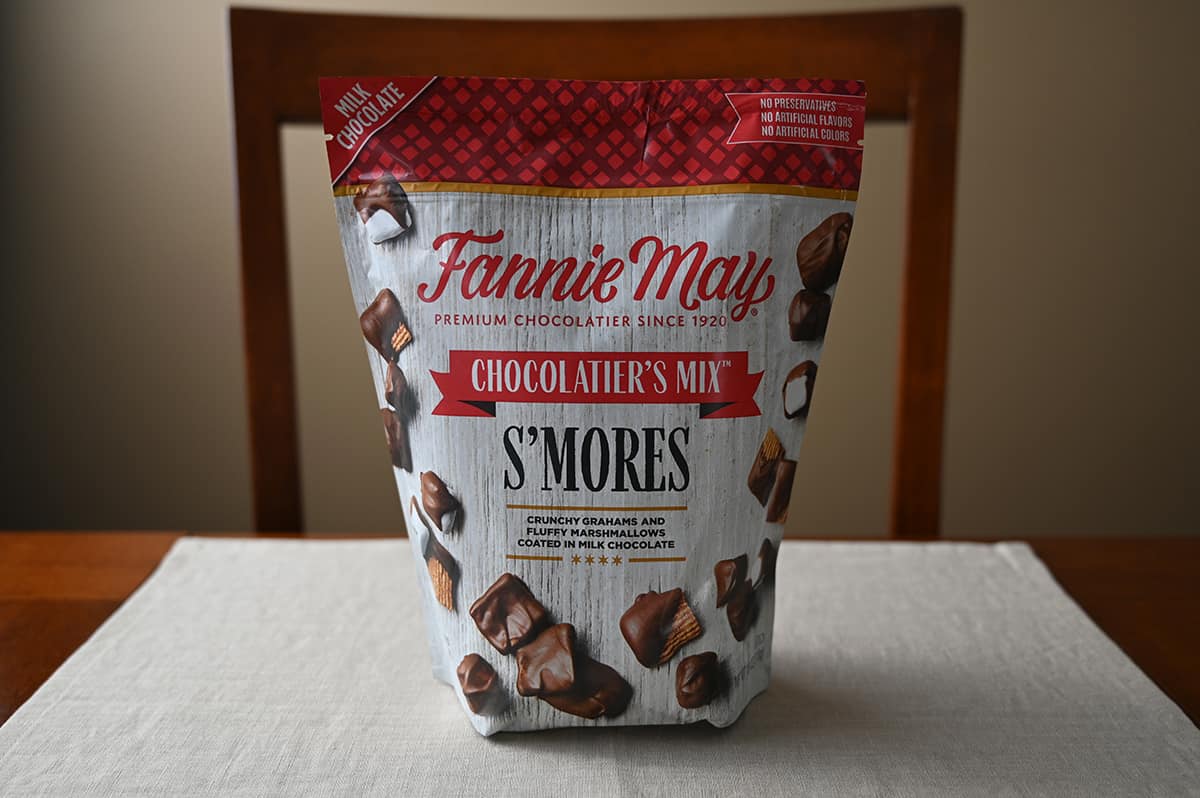 MILK
CHOCOLATE
NO PRESERVATIVES
NO ARTIFICIAL FLAVORS
NO ARTIFICIAL COLORS
Fannie May®
PREMIUM CHOCOLATIER SINCE 1920
CHOCOLATIER'S MIX™
S'MORES
CRUNCHY GRAHAMS AND
FLUFFY MARSHMALLOWS
COATED IN MILK CHOCOLATE